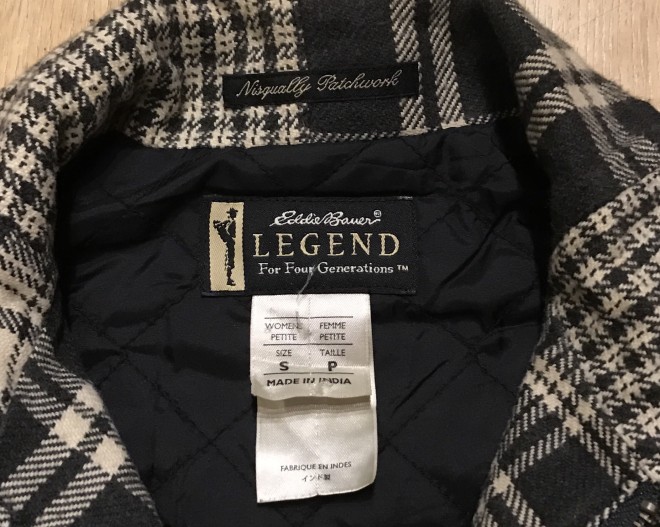 Nisqually Patchwork
Eddie Bauer®
LEGEND
For Four Generations™
WOMENS FEMME
PETITE PETITE
SIZE TAILLE
S P
MADE IN INDIA
FABRIQUE EN INDES
インド製